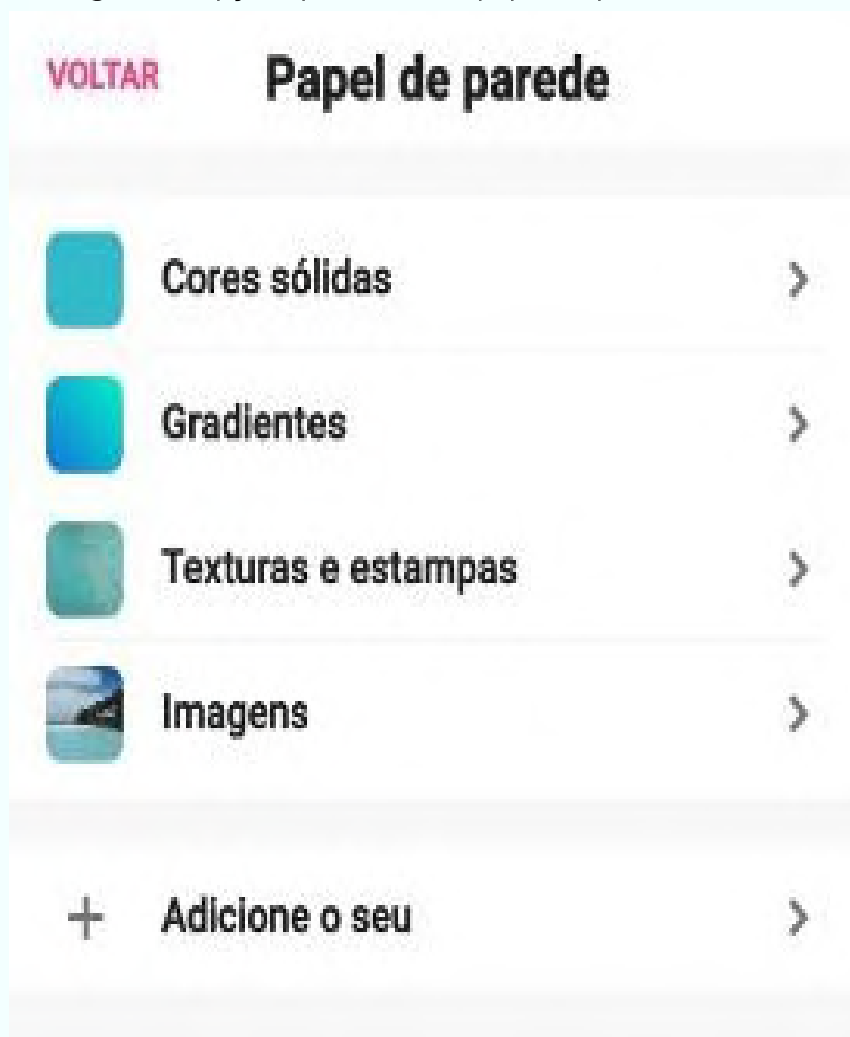 VOLTAR Papel de parede
Cores sólidas
Gradientes
Texturas e estampas
Imagens
+ Adicione o seu